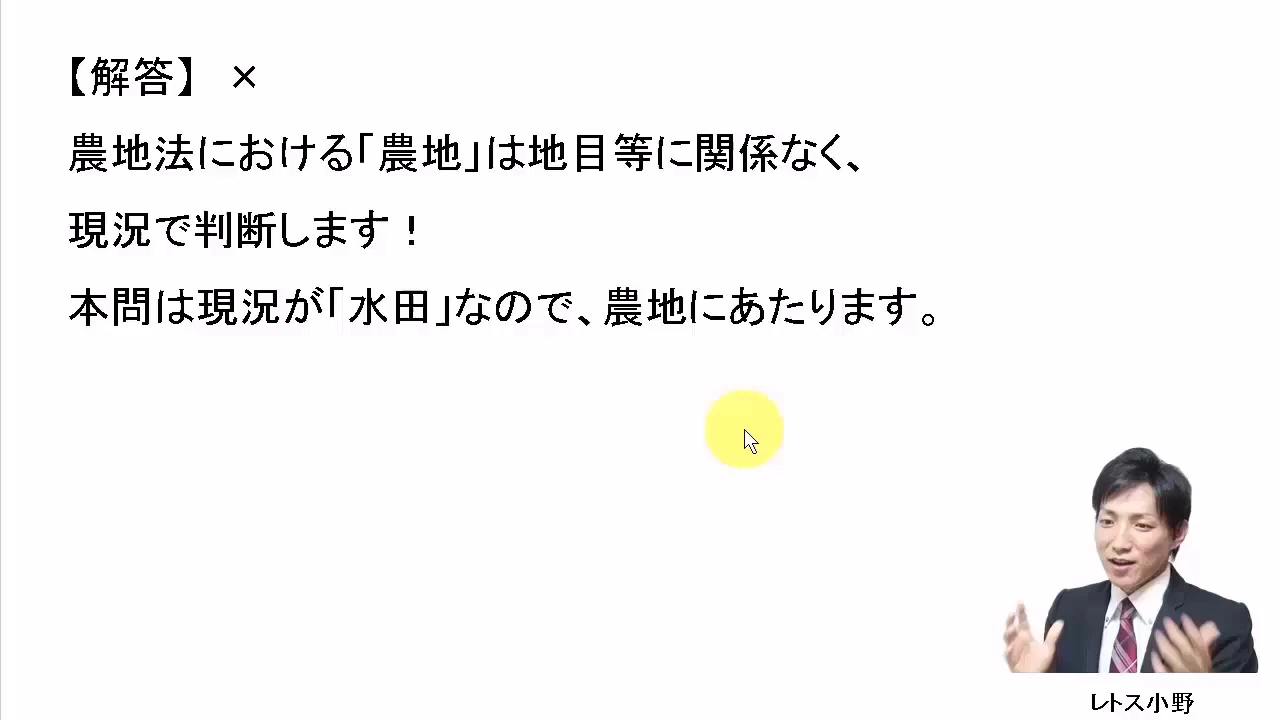 【解答】 ×
農地法における「農地」は地目等に関係なく、
現況で判断します！
本問は現況が「水田」なので、農地にあたります。
レトス小野